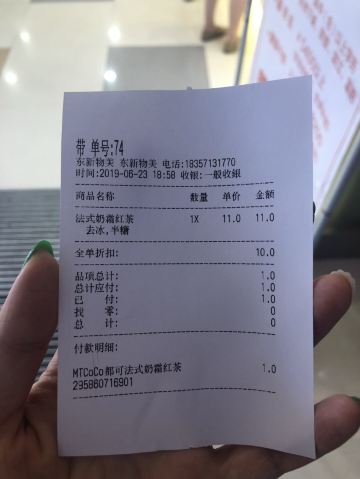 带 单号:74
东新物美 东新物美 电话:18357131770
时间:2019-06-23 18:58 收银:一般收银
商品名称 数量 单价 金额
法式奶霜红茶 1X 11.0 11.0
去冰,半糖
全单折扣: 10.0
品项总计: 1.0
总计应付: 1.0
已 付: 1.0
找 零: 0
总 计: 0
付款明细:
MTCoCo都可法式奶霜红茶 1.0
295860716901